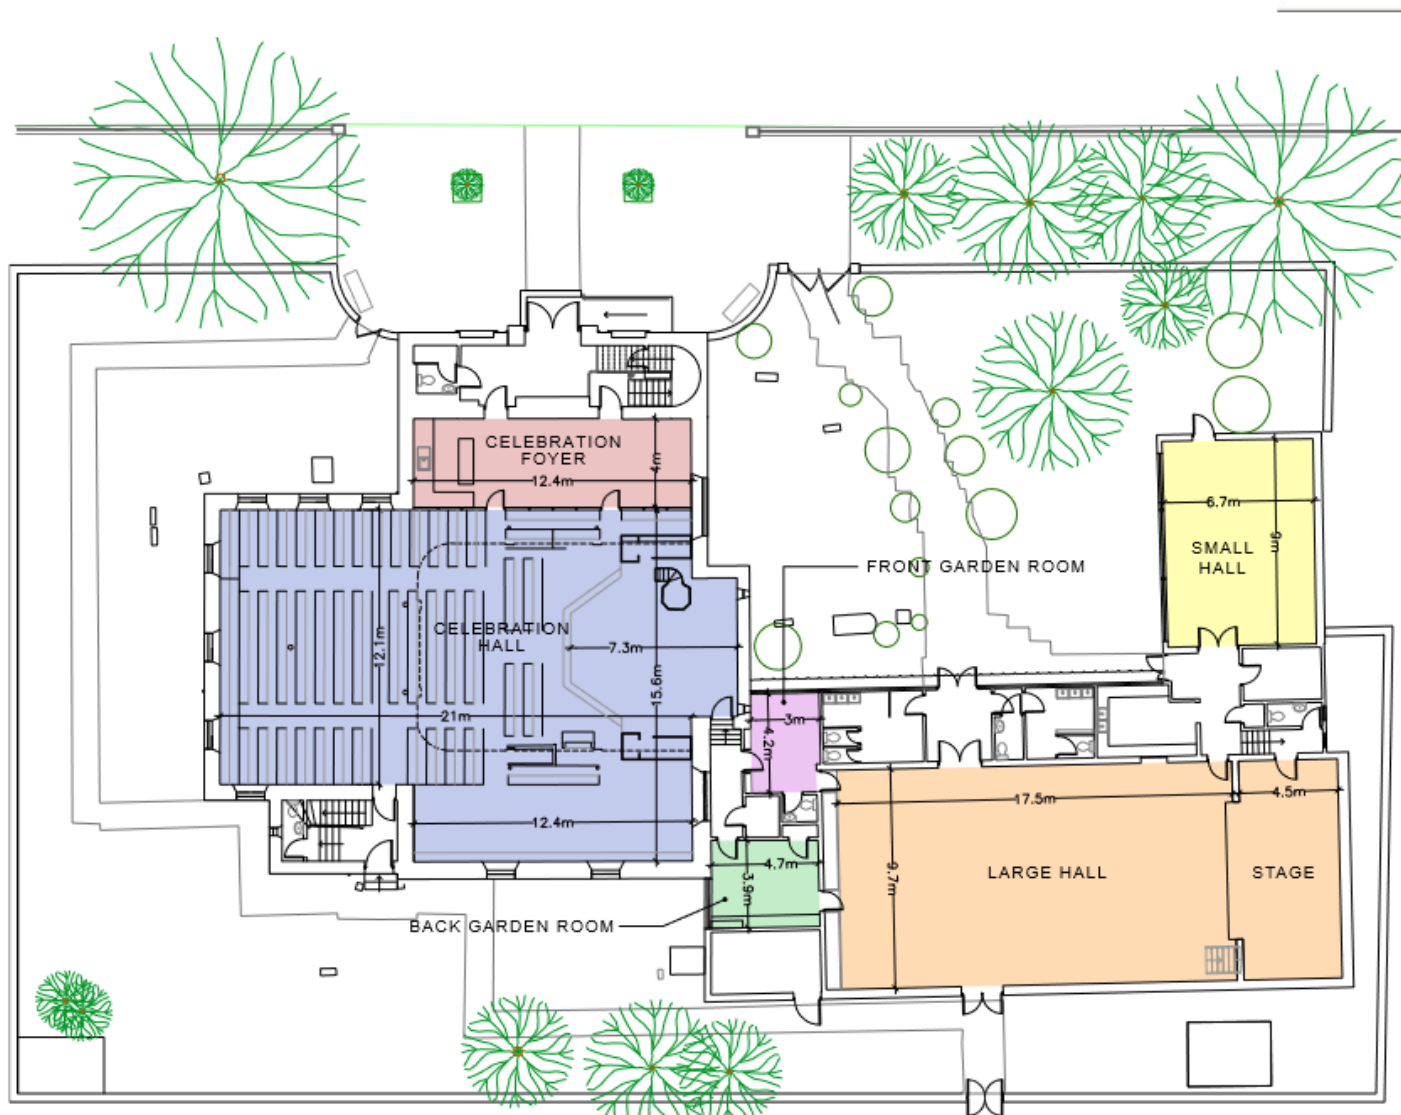 CELEBRATION
FOYER
4m
12.4m
6.7m
9m
SMALL
HALL
FRONT GARDEN ROOM
CELEBRATION
HALL
12.1m
7.3m
15.6m
21m
3m
4.2m
17.5m
4.5m
12.4m
4.7m
3.9m
9.7m
LARGE HALL
STAGE
BACK GARDEN ROOM